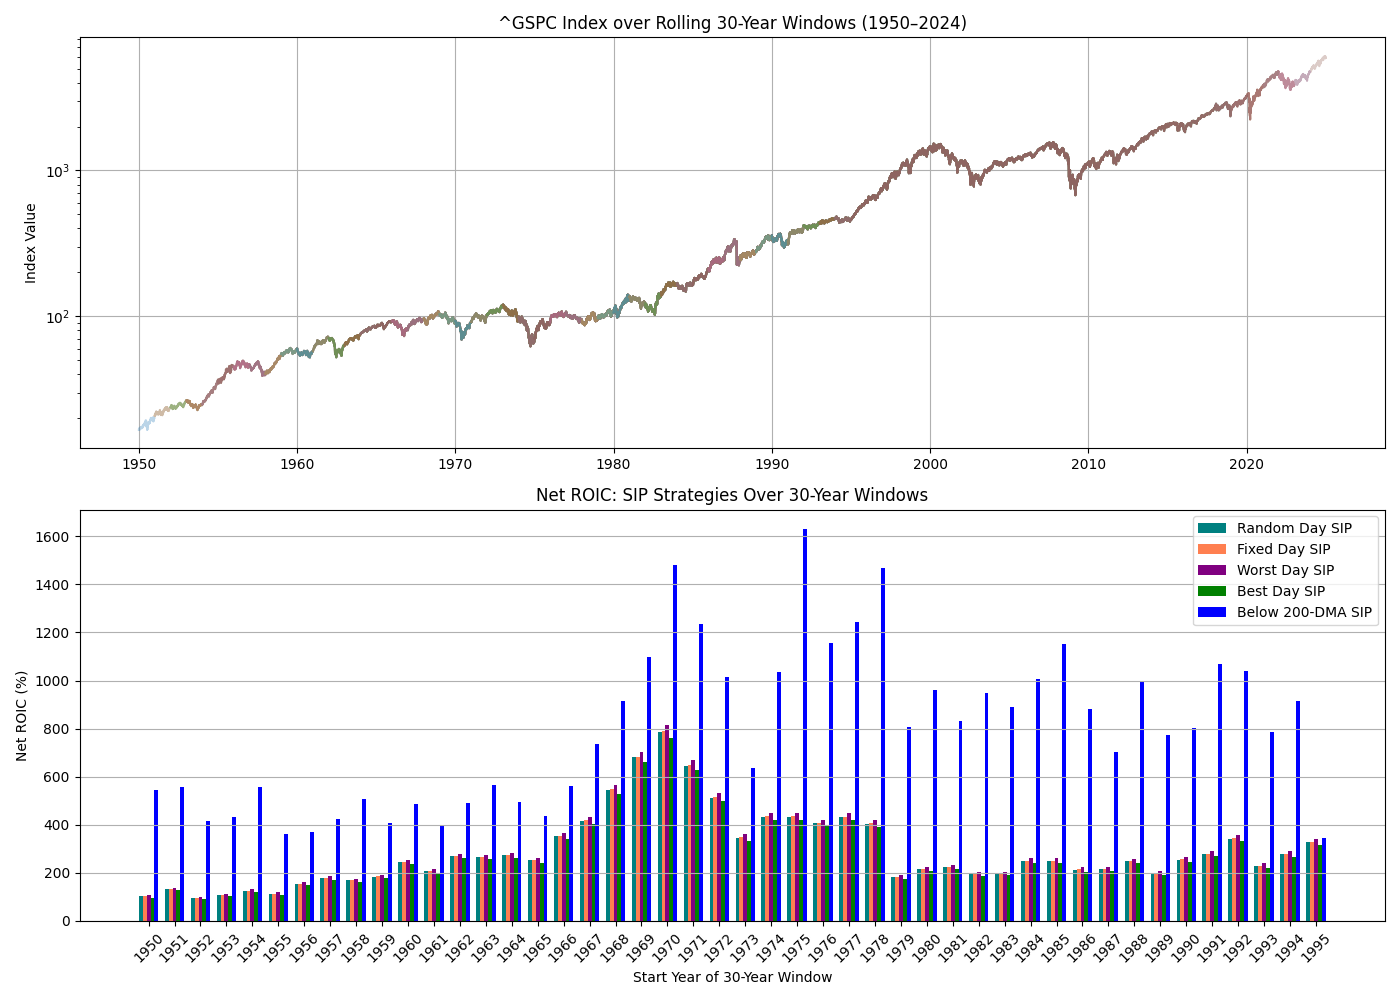 ^GSPC Index over Rolling 30-Year Windows (1950–2024)
Index Value
10³
10²
1950 1960 1970 1980 1990 2000 2010 2020
Net ROIC: SIP Strategies Over 30-Year Windows
Net ROIC (%)
1600
1400
1200
1000
800
600
400
200
0
Random Day SIP
Fixed Day SIP
Worst Day SIP
Best Day SIP
Below 200-DMA SIP
1950 1951 1952 1953 1954 1955 1956 1957 1958 1959 1960 1961 1962 1963 1964 1965 1966 1967 1968 1969 1970 1971 1972 1973 1974 1975 1976 1977 1978 1979 1980 1981 1982 1983 1984 1985 1986 1987 1988 1989 1990 1991 1992 1993 1994 1995
Start Year of 30-Year Window